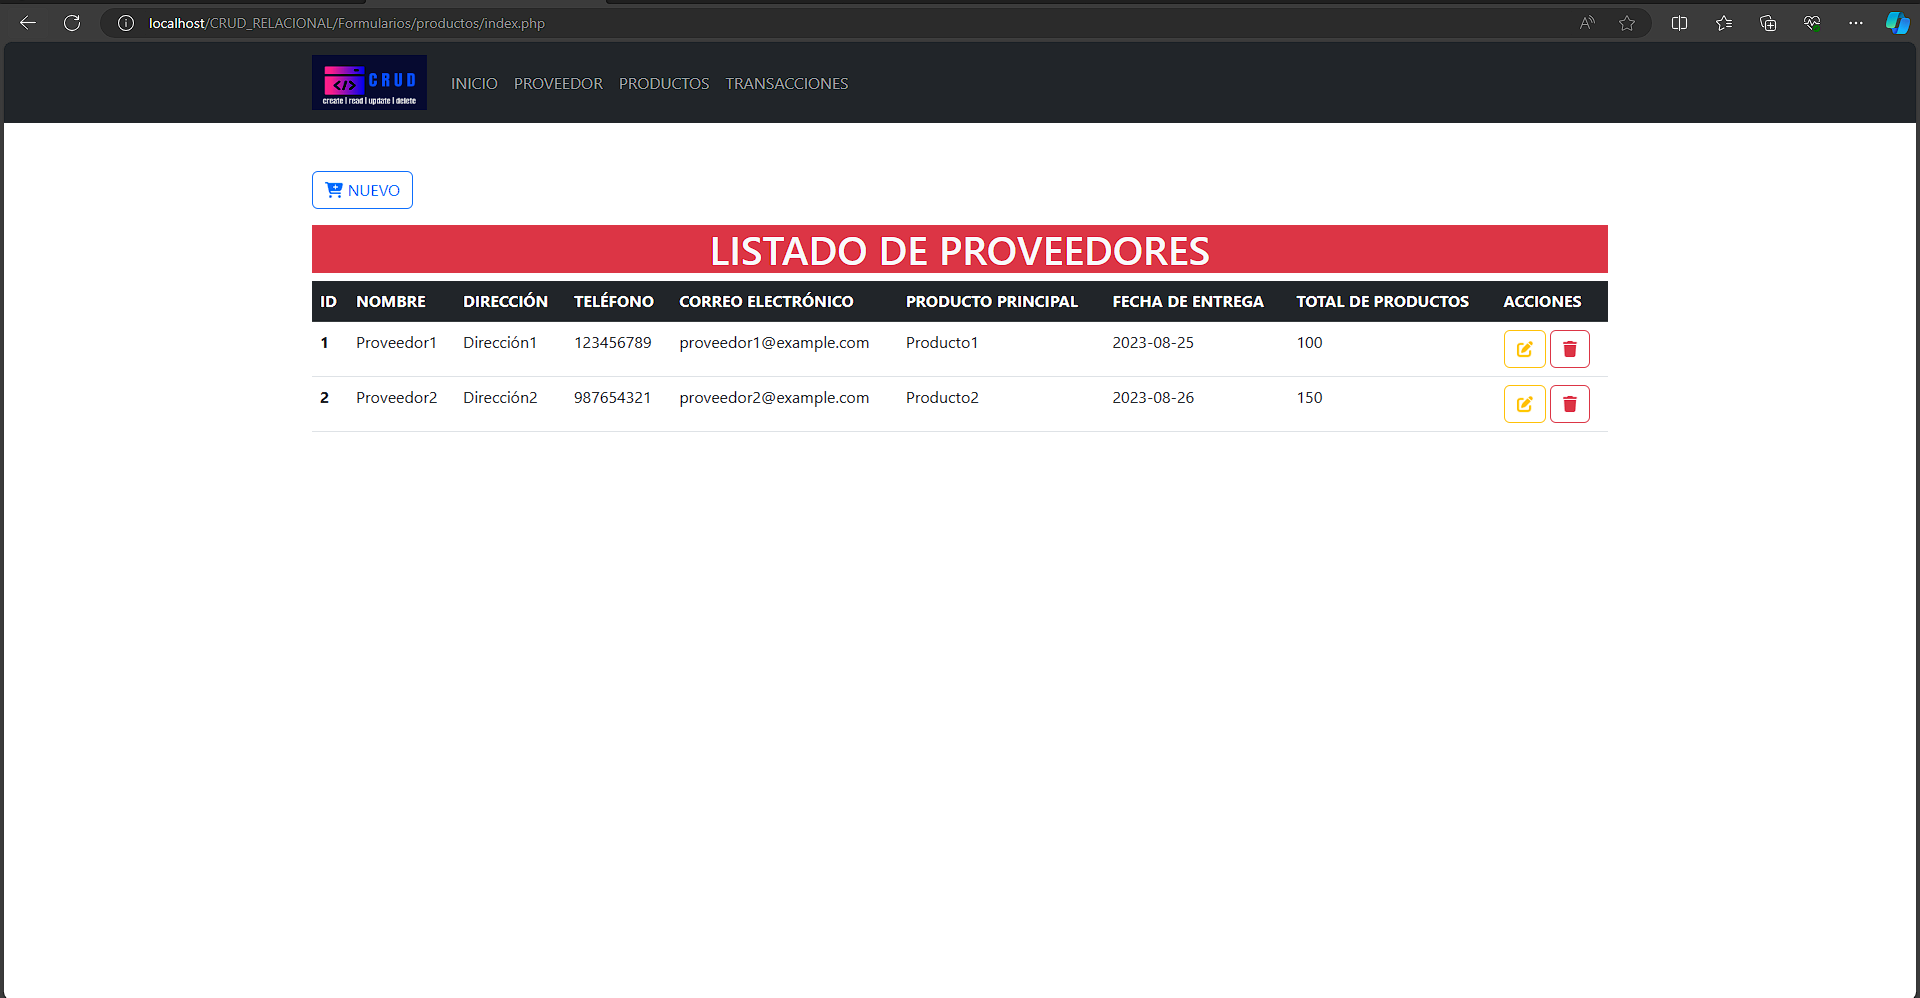 localhost/CRUD_RELACIONAL/Formularios/productos/index.php
CRUD
create | read | update | delete
INICIO PROVEEDOR PRODUCTOS TRANSACCIONES
NUEVO
LISTADO DE PROVEEDORES
ID NOMBRE DIRECCIÓN TELÉFONO CORREO ELECTRÓNICO PRODUCTO PRINCIPAL FECHA DE ENTREGA TOTAL DE PRODUCTOS ACCIONES
1 Proveedor1 Dirección1 123456789 proveedor1@example.com Producto1 2023-08-25 100
2 Proveedor2 Dirección2 987654321 proveedor2@example.com Producto2 2023-08-26 150